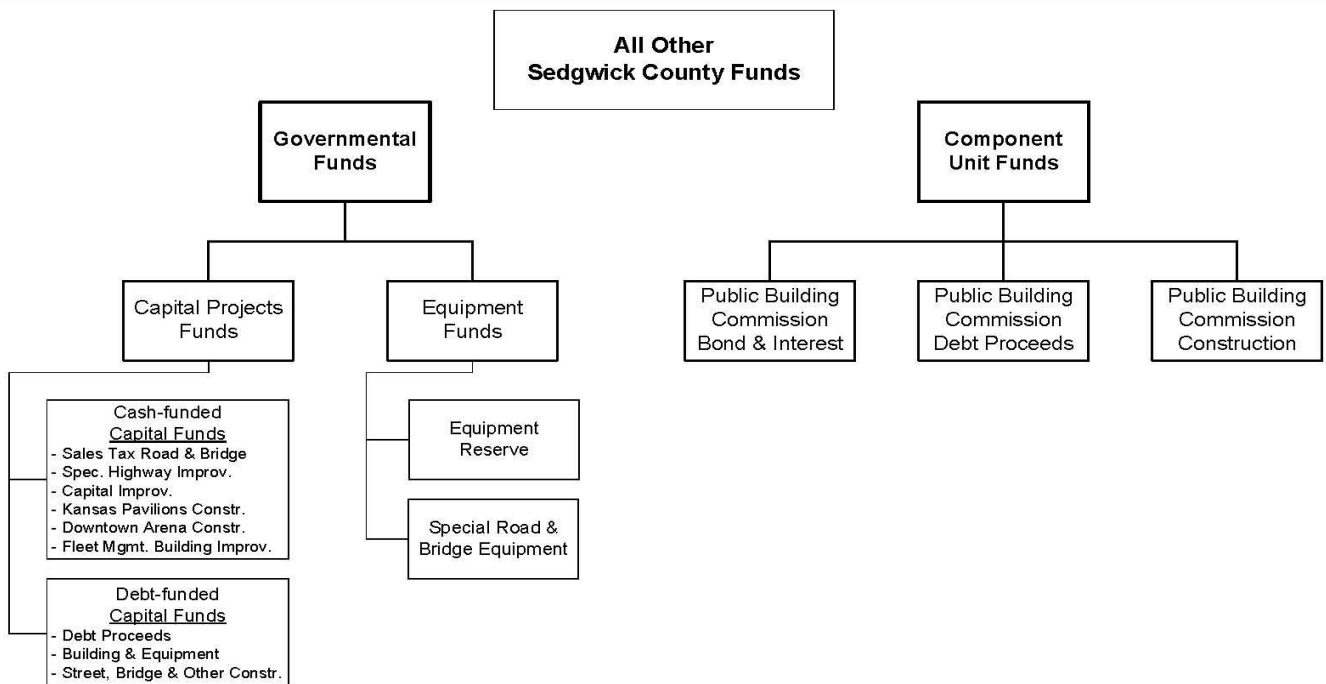 All Other
Sedgwick County Funds
Governmental
Funds
Component
Unit Funds
Capital Projects
Funds
Equipment
Funds
Public Building
Commission
Bond & Interest
Public Building
Commission
Debt Proceeds
Public Building
Commission
Construction
Cash-funded
Capital Funds
- Sales Tax Road & Bridge
- Spec. Highway Improv.
- Capital Improv.
- Kansas Pavilions Constr.
- Downtown Arena Constr.
- Fleet Mgmt. Building Improv.
Equipment
Reserve
Special Road &
Bridge Equipment
Debt-funded
Capital Funds
- Debt Proceeds
- Building & Equipment
- Street, Bridge & Other Constr.